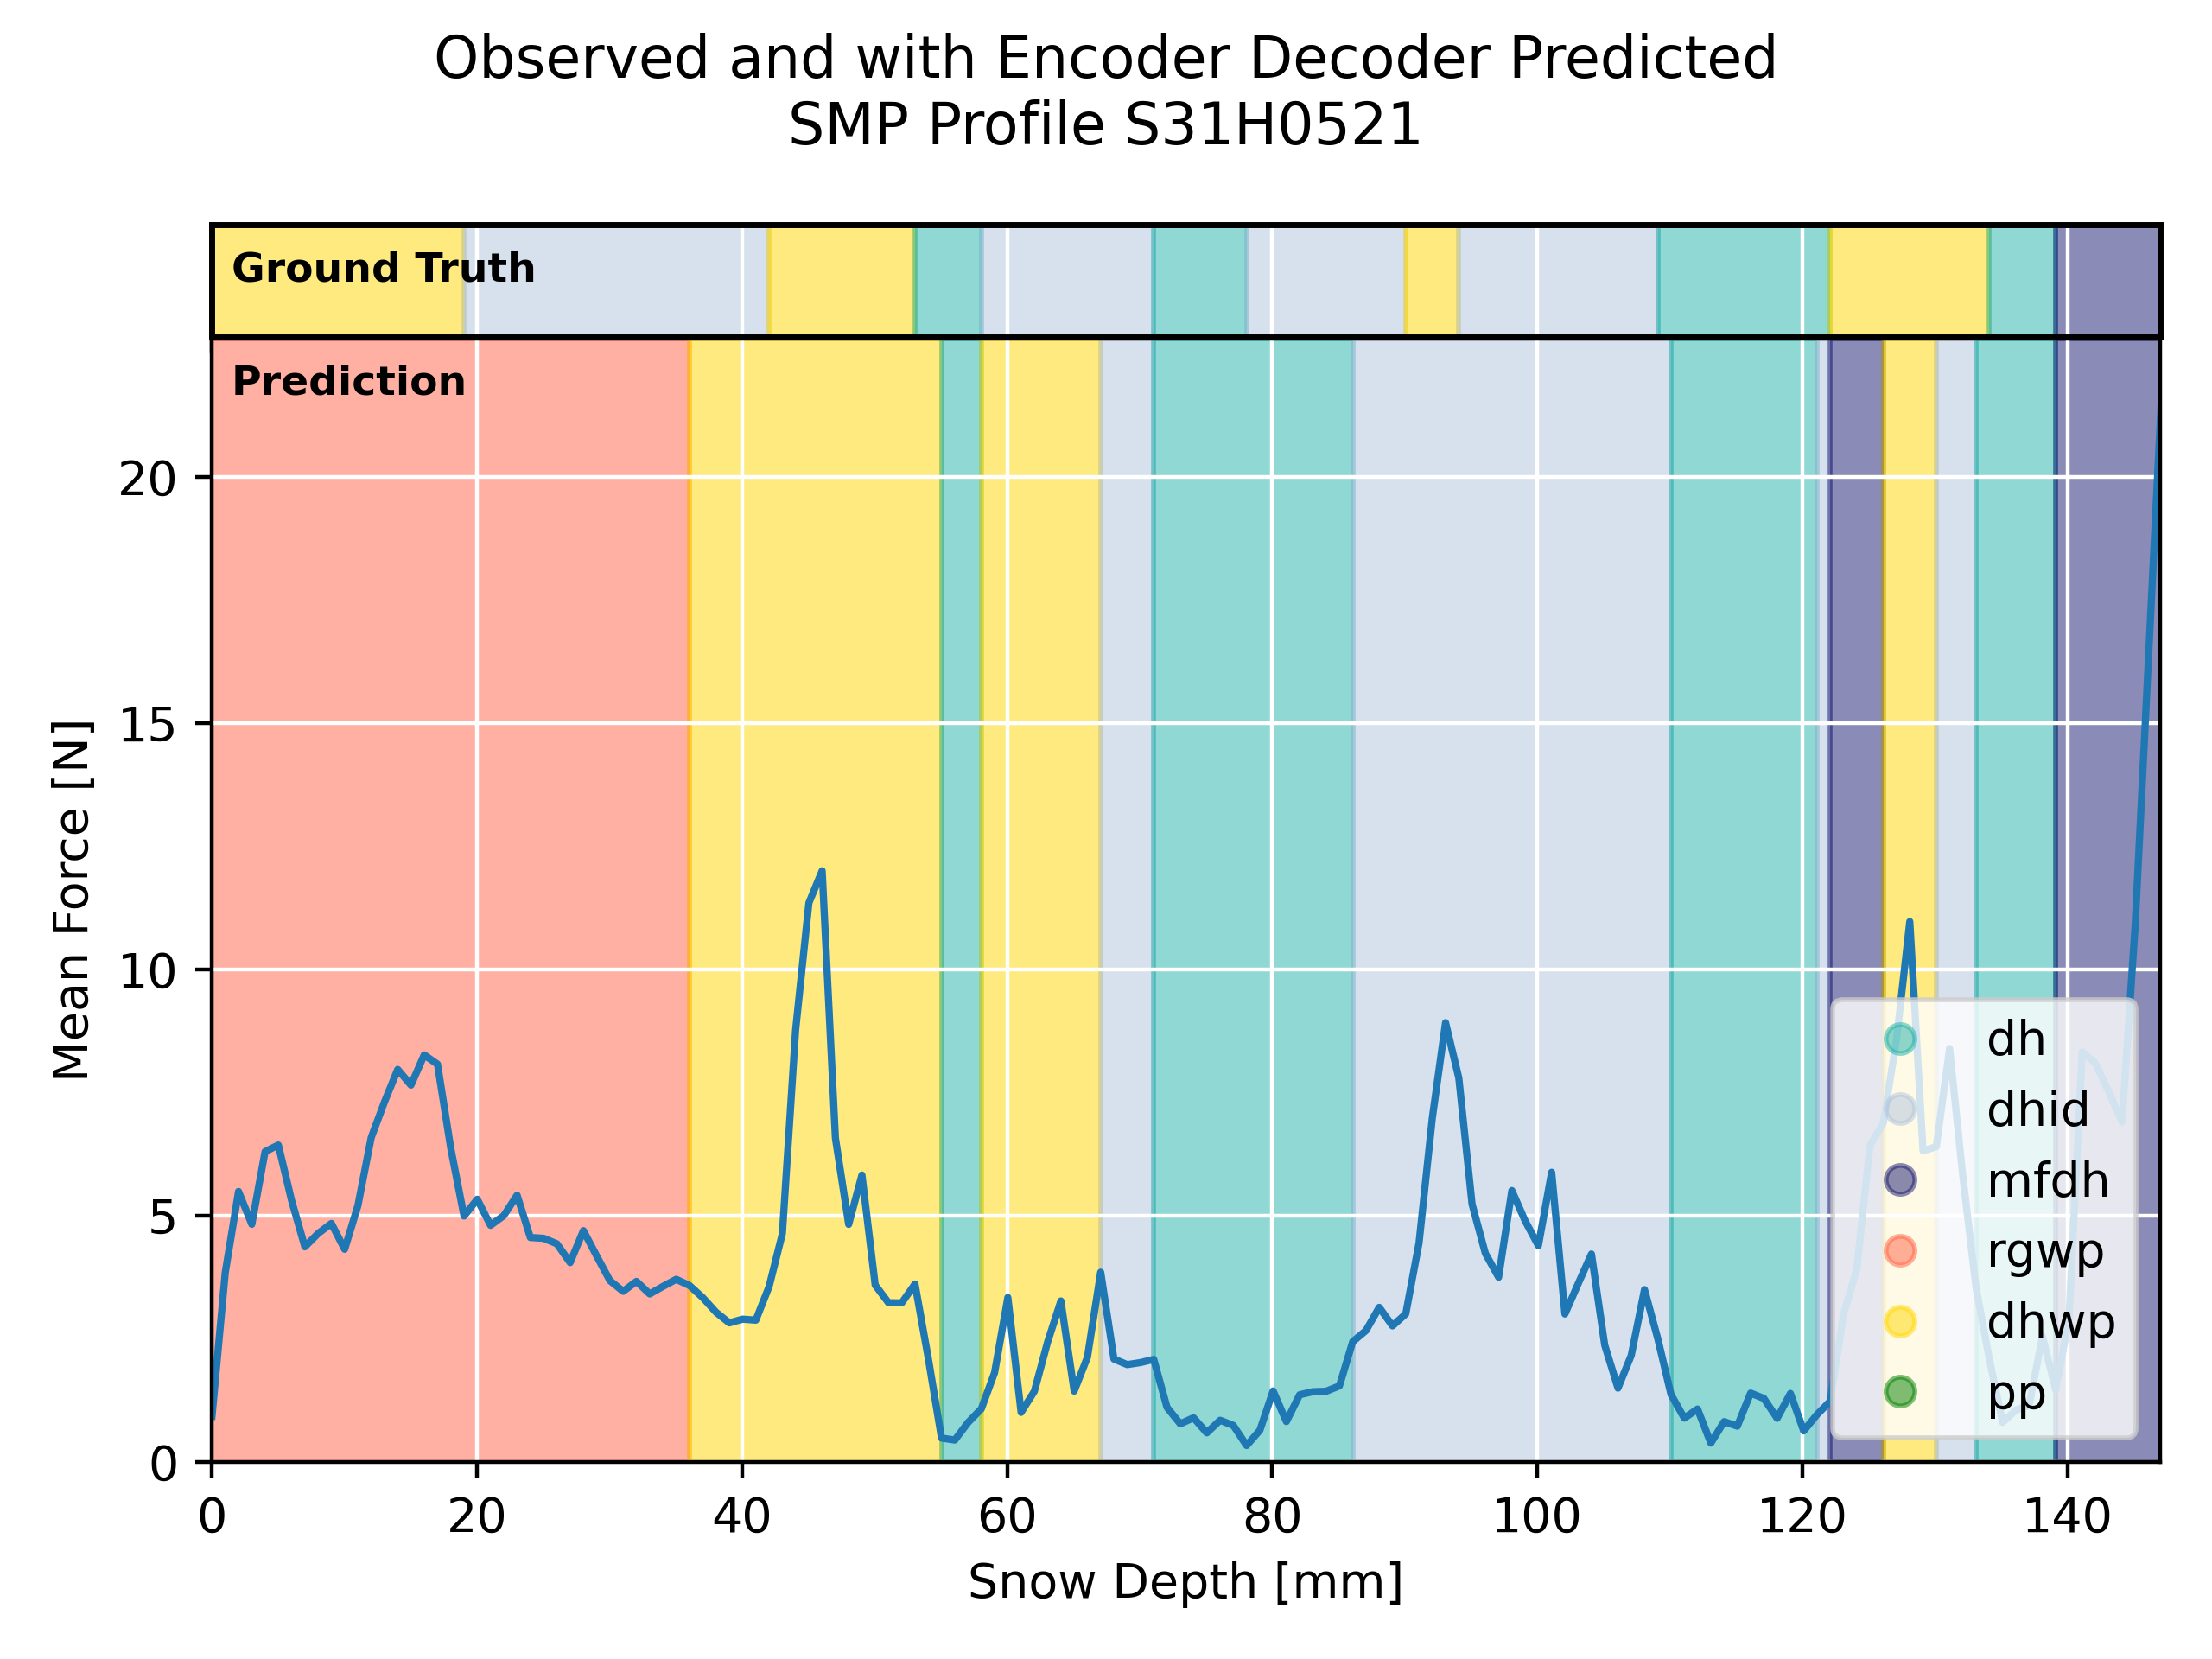 Observed and with Encoder Decoder Predicted
SMP Profile S31H0521
Ground Truth
Prediction
20
15
10
5
0
Mean Force [N]
0 20 40 60 80 100 120 140
Snow Depth [mm]
dh
dhid
mfdh
rgwp
dhwp
pp